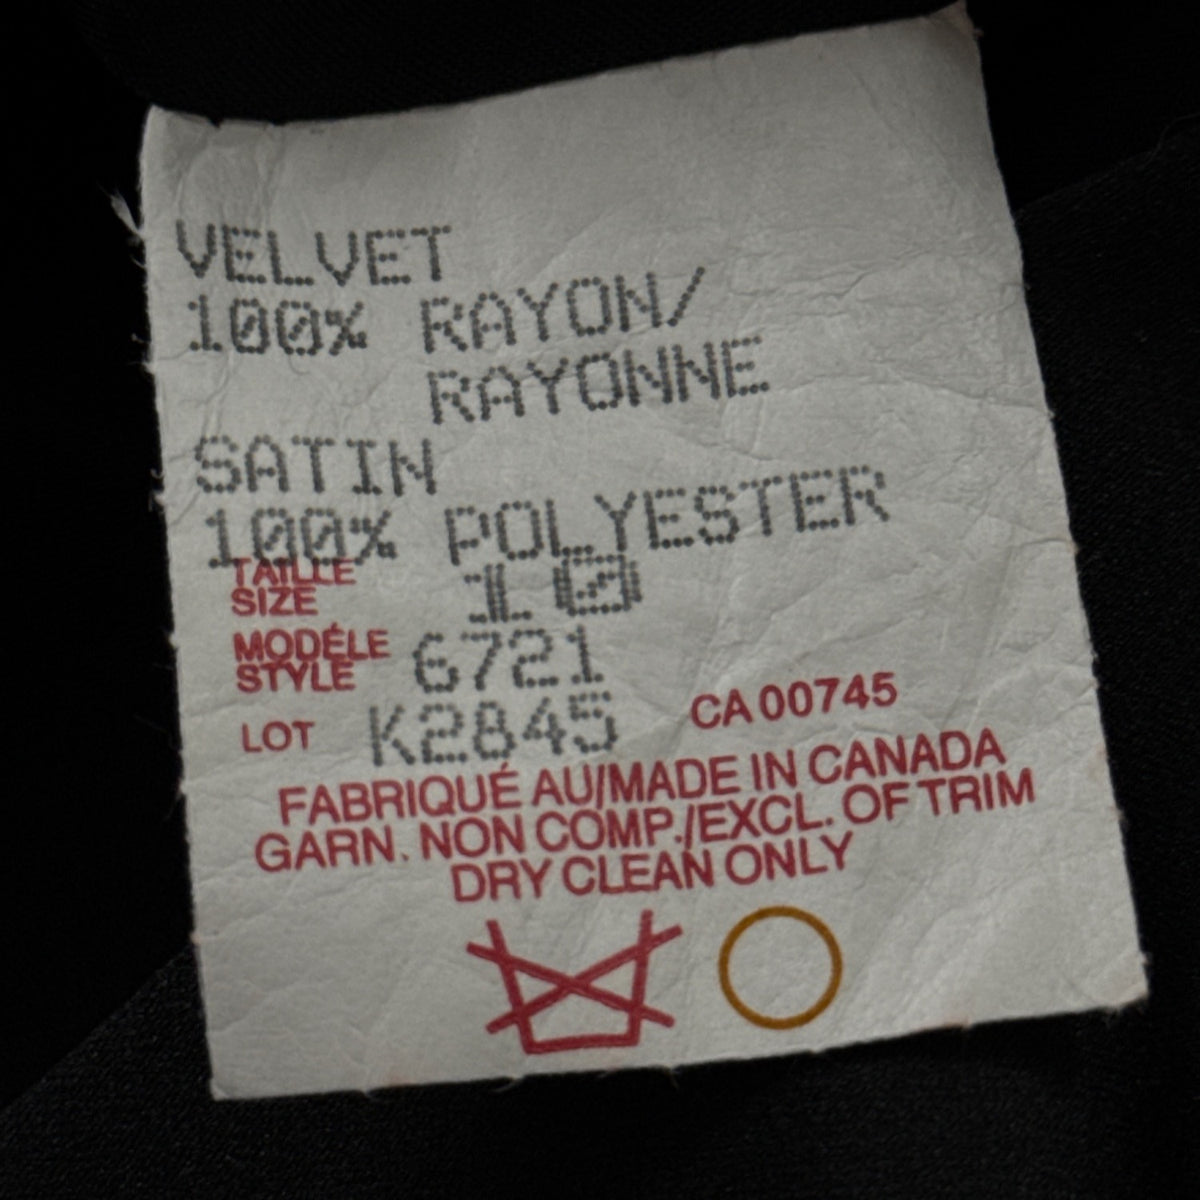 VELVET
100% RAYON/
RAYONNE
SATIN
100% POLYESTER
TAILLE
SIZE 10
MODÉLE
STYLE 6721
LOT K2845 CA 00745
FABRIQUÉ AU/MADE IN CANADA
GARN. NON COMP./EXCL. OF TRIM
DRY CLEAN ONLY